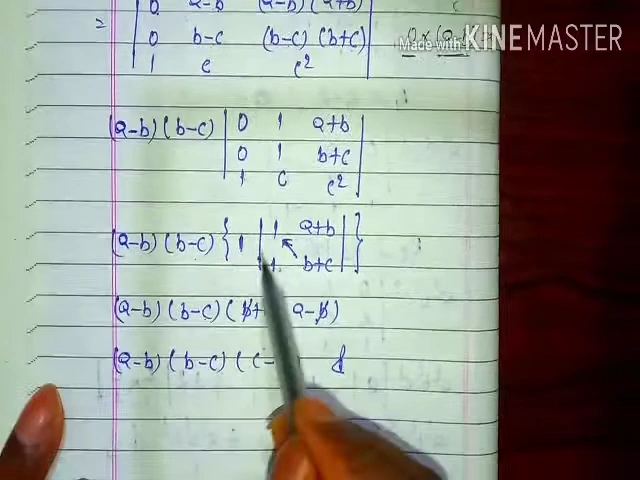 0 a-b (a-b) (a+b)
= 0 b-c (b-c) (b+c)
1 c c²
Made with KINEMASTER
(a-b) (b-c) | 0 1 a+b |
| 0 1 b+c |
| 1 c c² |
(a-b) (b-c) { 1 | 1 a+b | }
1 b+c
(a-b) (b-c) (b+ a-b)
(a-b) (b-c) (c-